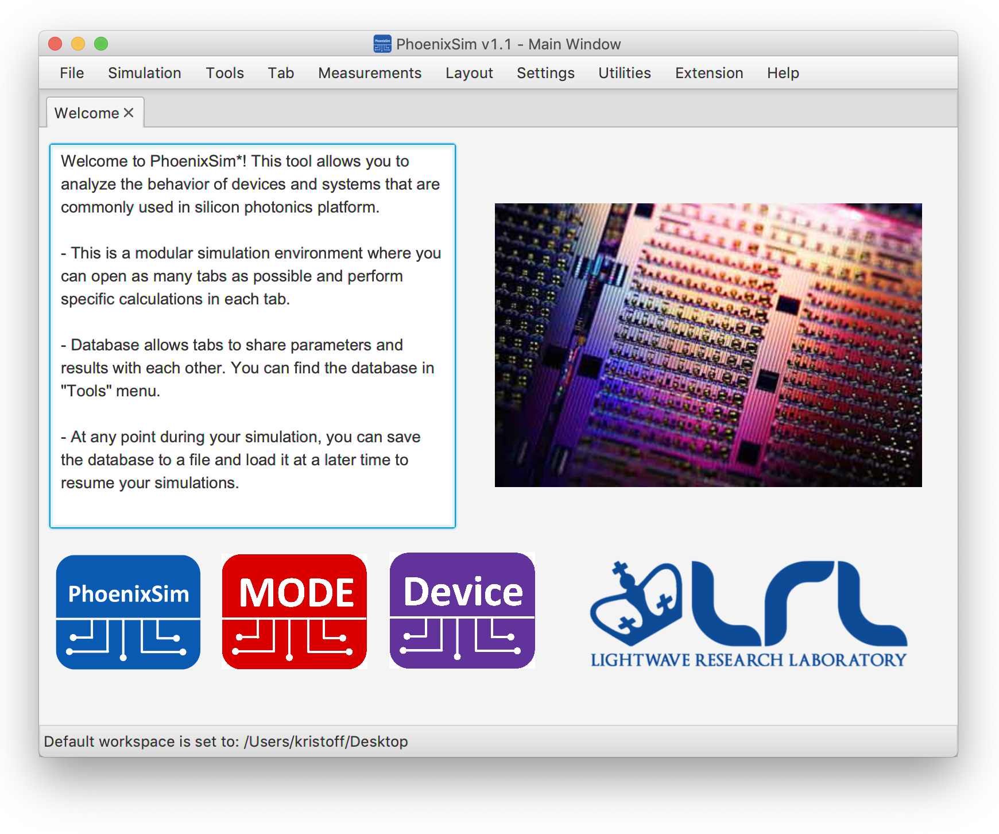 PhoenixSim v1.1 - Main Window
File Simulation Tools Tab Measurements Layout Settings Utilities Extension Help
Welcome
Welcome to PhoenixSim*! This tool allows you to
analyze the behavior of devices and systems that are
commonly used in silicon photonics platform.
- This is a modular simulation environment where you
can open as many tabs as possible and perform
specific calculations in each tab.
- Database allows tabs to share parameters and
results with each other. You can find the database in
"Tools" menu.
- At any point during your simulation, you can save
the database to a file and load it at a later time to
resume your simulations.
PhoenixSim
MODE
Device
LRL
LIGHTWAVE RESEARCH LABORATORY
Default workspace is set to: /Users/kristoff/Desktop